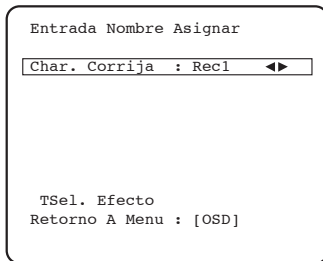 Entrada Nombre Asignar
Char. Corrija : Rec1 ◄►
TSel. Efecto
Retorno A Menu : [OSD]